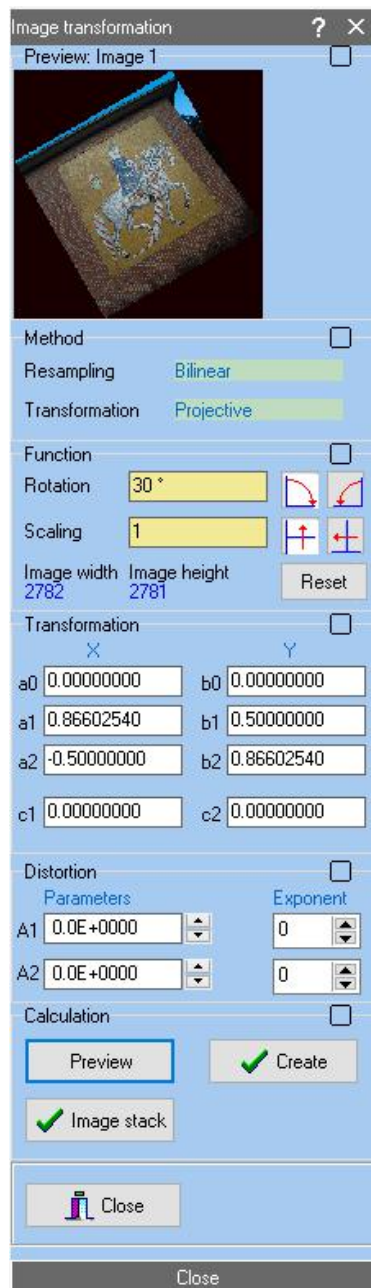 Image transformation ? ×
Preview: Image 1
Method
Resampling Bilinear
Transformation Projective
Function
Rotation 30 °
Scaling 1
Image width Image height
2782 2781 Reset
Transformation
X Y
a0 0.00000000 b0 0.00000000
a1 0.86602540 b1 0.50000000
a2 -0.50000000 b2 0.86602540
c1 0.00000000 c2 0.00000000
Distortion
Parameters Exponent
A1 0.0E+0000 0
A2 0.0E+0000 0
Calculation
Preview Create
Image stack
Close
Close